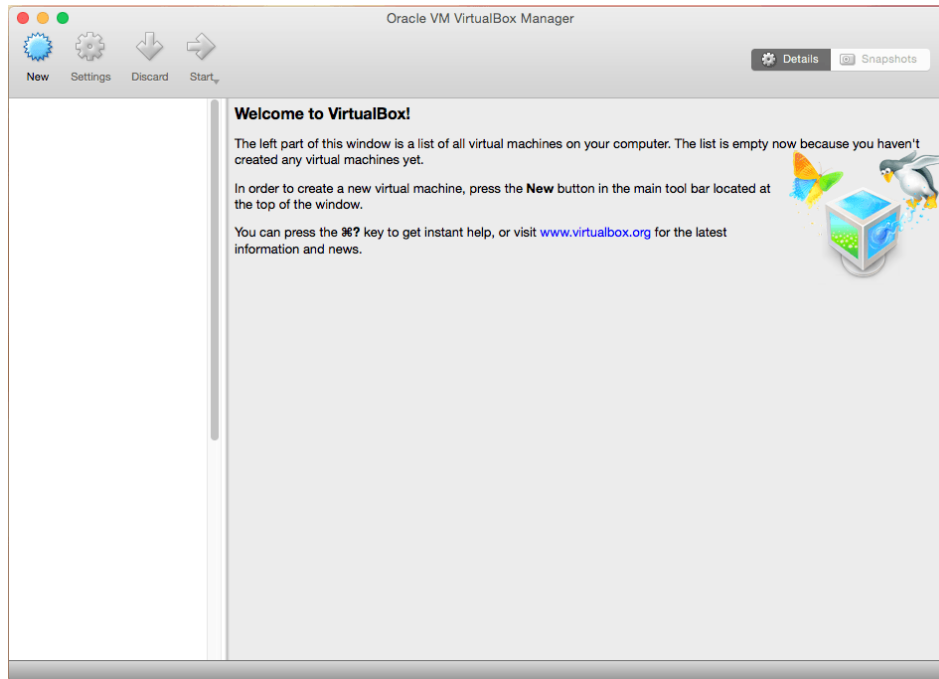 Oracle VM VirtualBox Manager
New Settings Discard Start
Details Snapshots
Welcome to VirtualBox!
The left part of this window is a list of all virtual machines on your computer. The list is empty now because you haven't
created any virtual machines yet.
In order to create a new virtual machine, press the New button in the main tool bar located at
the top of the window.
You can press the ⌘? key to get instant help, or visit www.virtualbox.org for the latest
information and news.